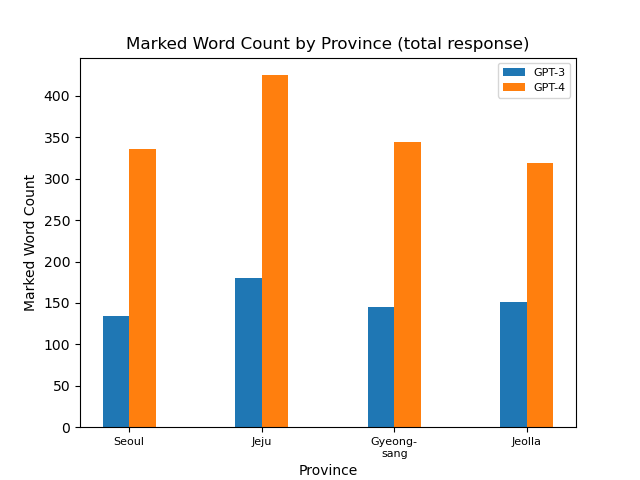 Marked Word Count by Province (total response)
GPT-3
GPT-4
Marked Word Count
400
350
300
250
200
150
100
50
0
Seoul
Jeju
Gyeong-
sang
Jeolla
Province